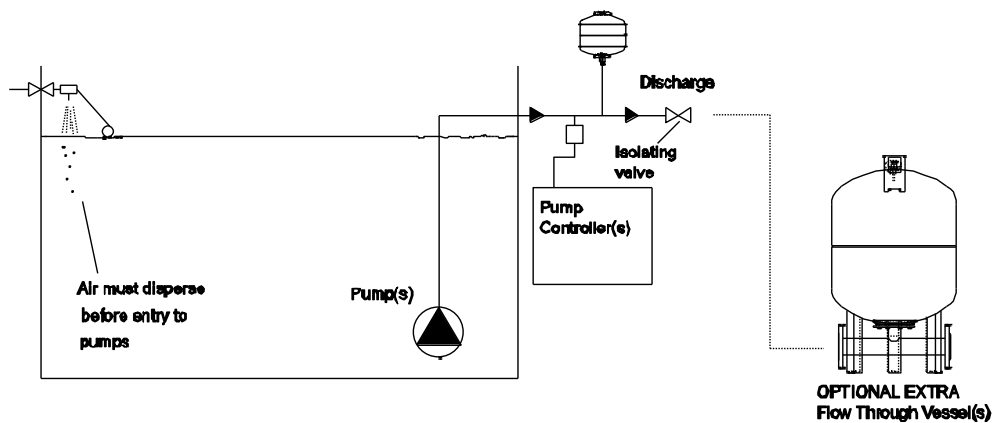 Discharge
Isolating
valve
Pump
Controller(s)
Air must disperse
before entry to
pumps
Pump(s)
OPTIONAL EXTRA
Flow Through Vessel(s)